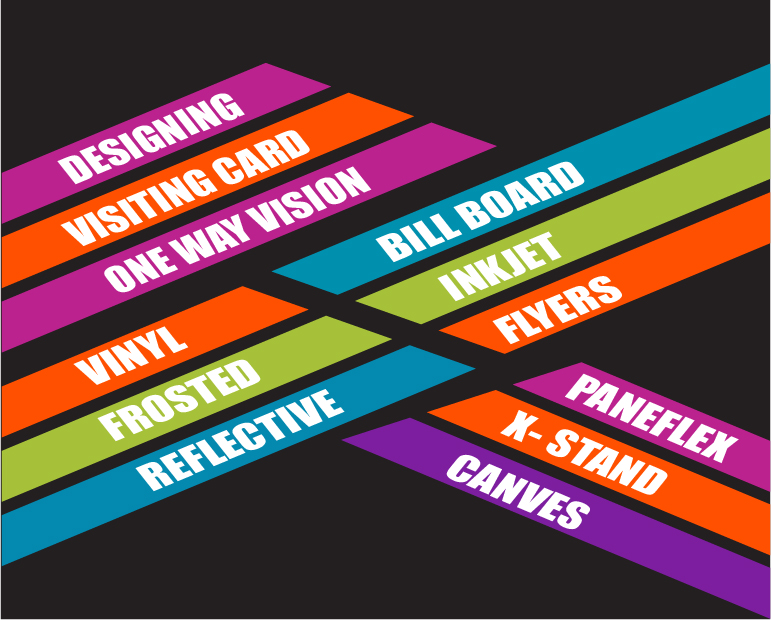 DESIGNING
VISITING CARD
ONE WAY VISION
BILL BOARD
INKJET
FLYERS
VINYL
FROSTED
REFLECTIVE
PANEFLEX
X- STAND
CANVES